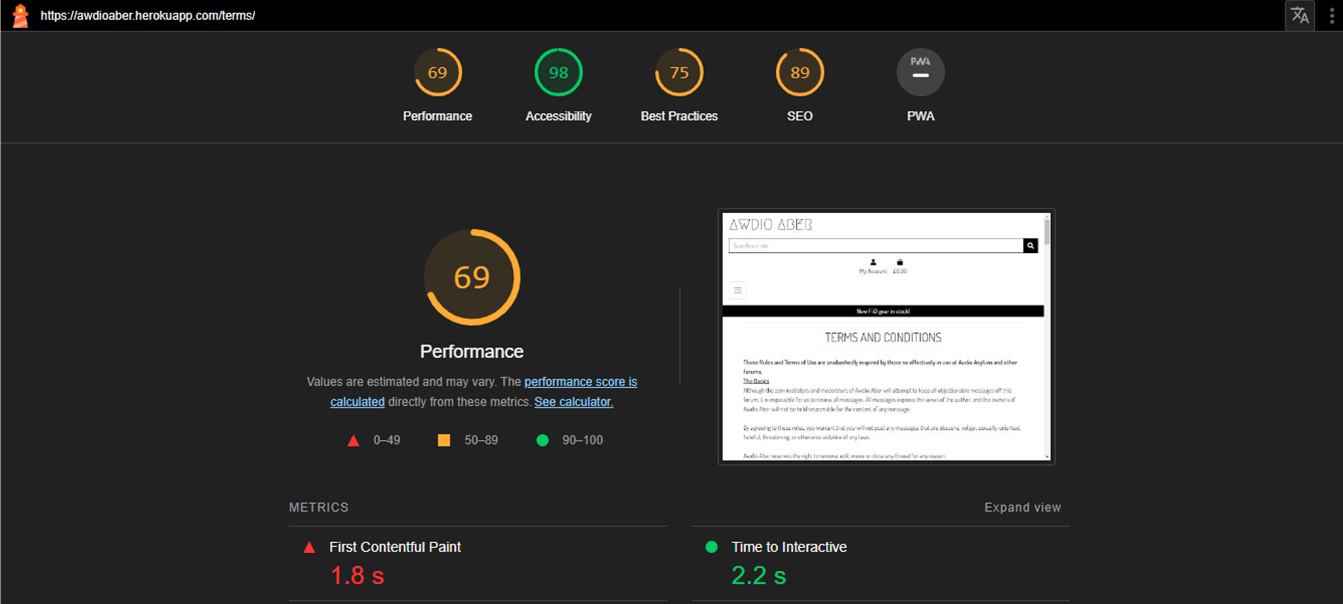 https://awdioaber.herokuapp.com/terms/
69
98
75
89
PWA
Performance
Accessibility
Best Practices
SEO
PWA
69
Performance
Values are estimated and may vary. The performance score is
calculated directly from these metrics. See calculator.
0–49
50–89
90–100
AWDIO ABER
Search our site
My Account
£0.00
New FiiO gear in stock!
TERMS AND CONDITIONS
These Rules and Terms of Use are unabashedly inspired by those so effectively in use at Audio Asylum and other
forums.
The Basics
Although the administrators and moderators of Awdio Aber will attempt to keep all objectionable messages off this
forum, it is impossible for us to review all messages. All messages express the views of the author, and the owners of
Awdio Aber will not be held responsible for the content of any message.
By agreeing to these rules, you warrant that you will not post any messages that are obscene, vulgar, sexually-oriented,
hateful, threatening, or otherwise violative of any laws.
Awdio Aber reserves the right to remove, edit, move or close any thread for any reason.
METRICS
Expand view
First Contentful Paint
1.8 s
Time to Interactive
2.2 s